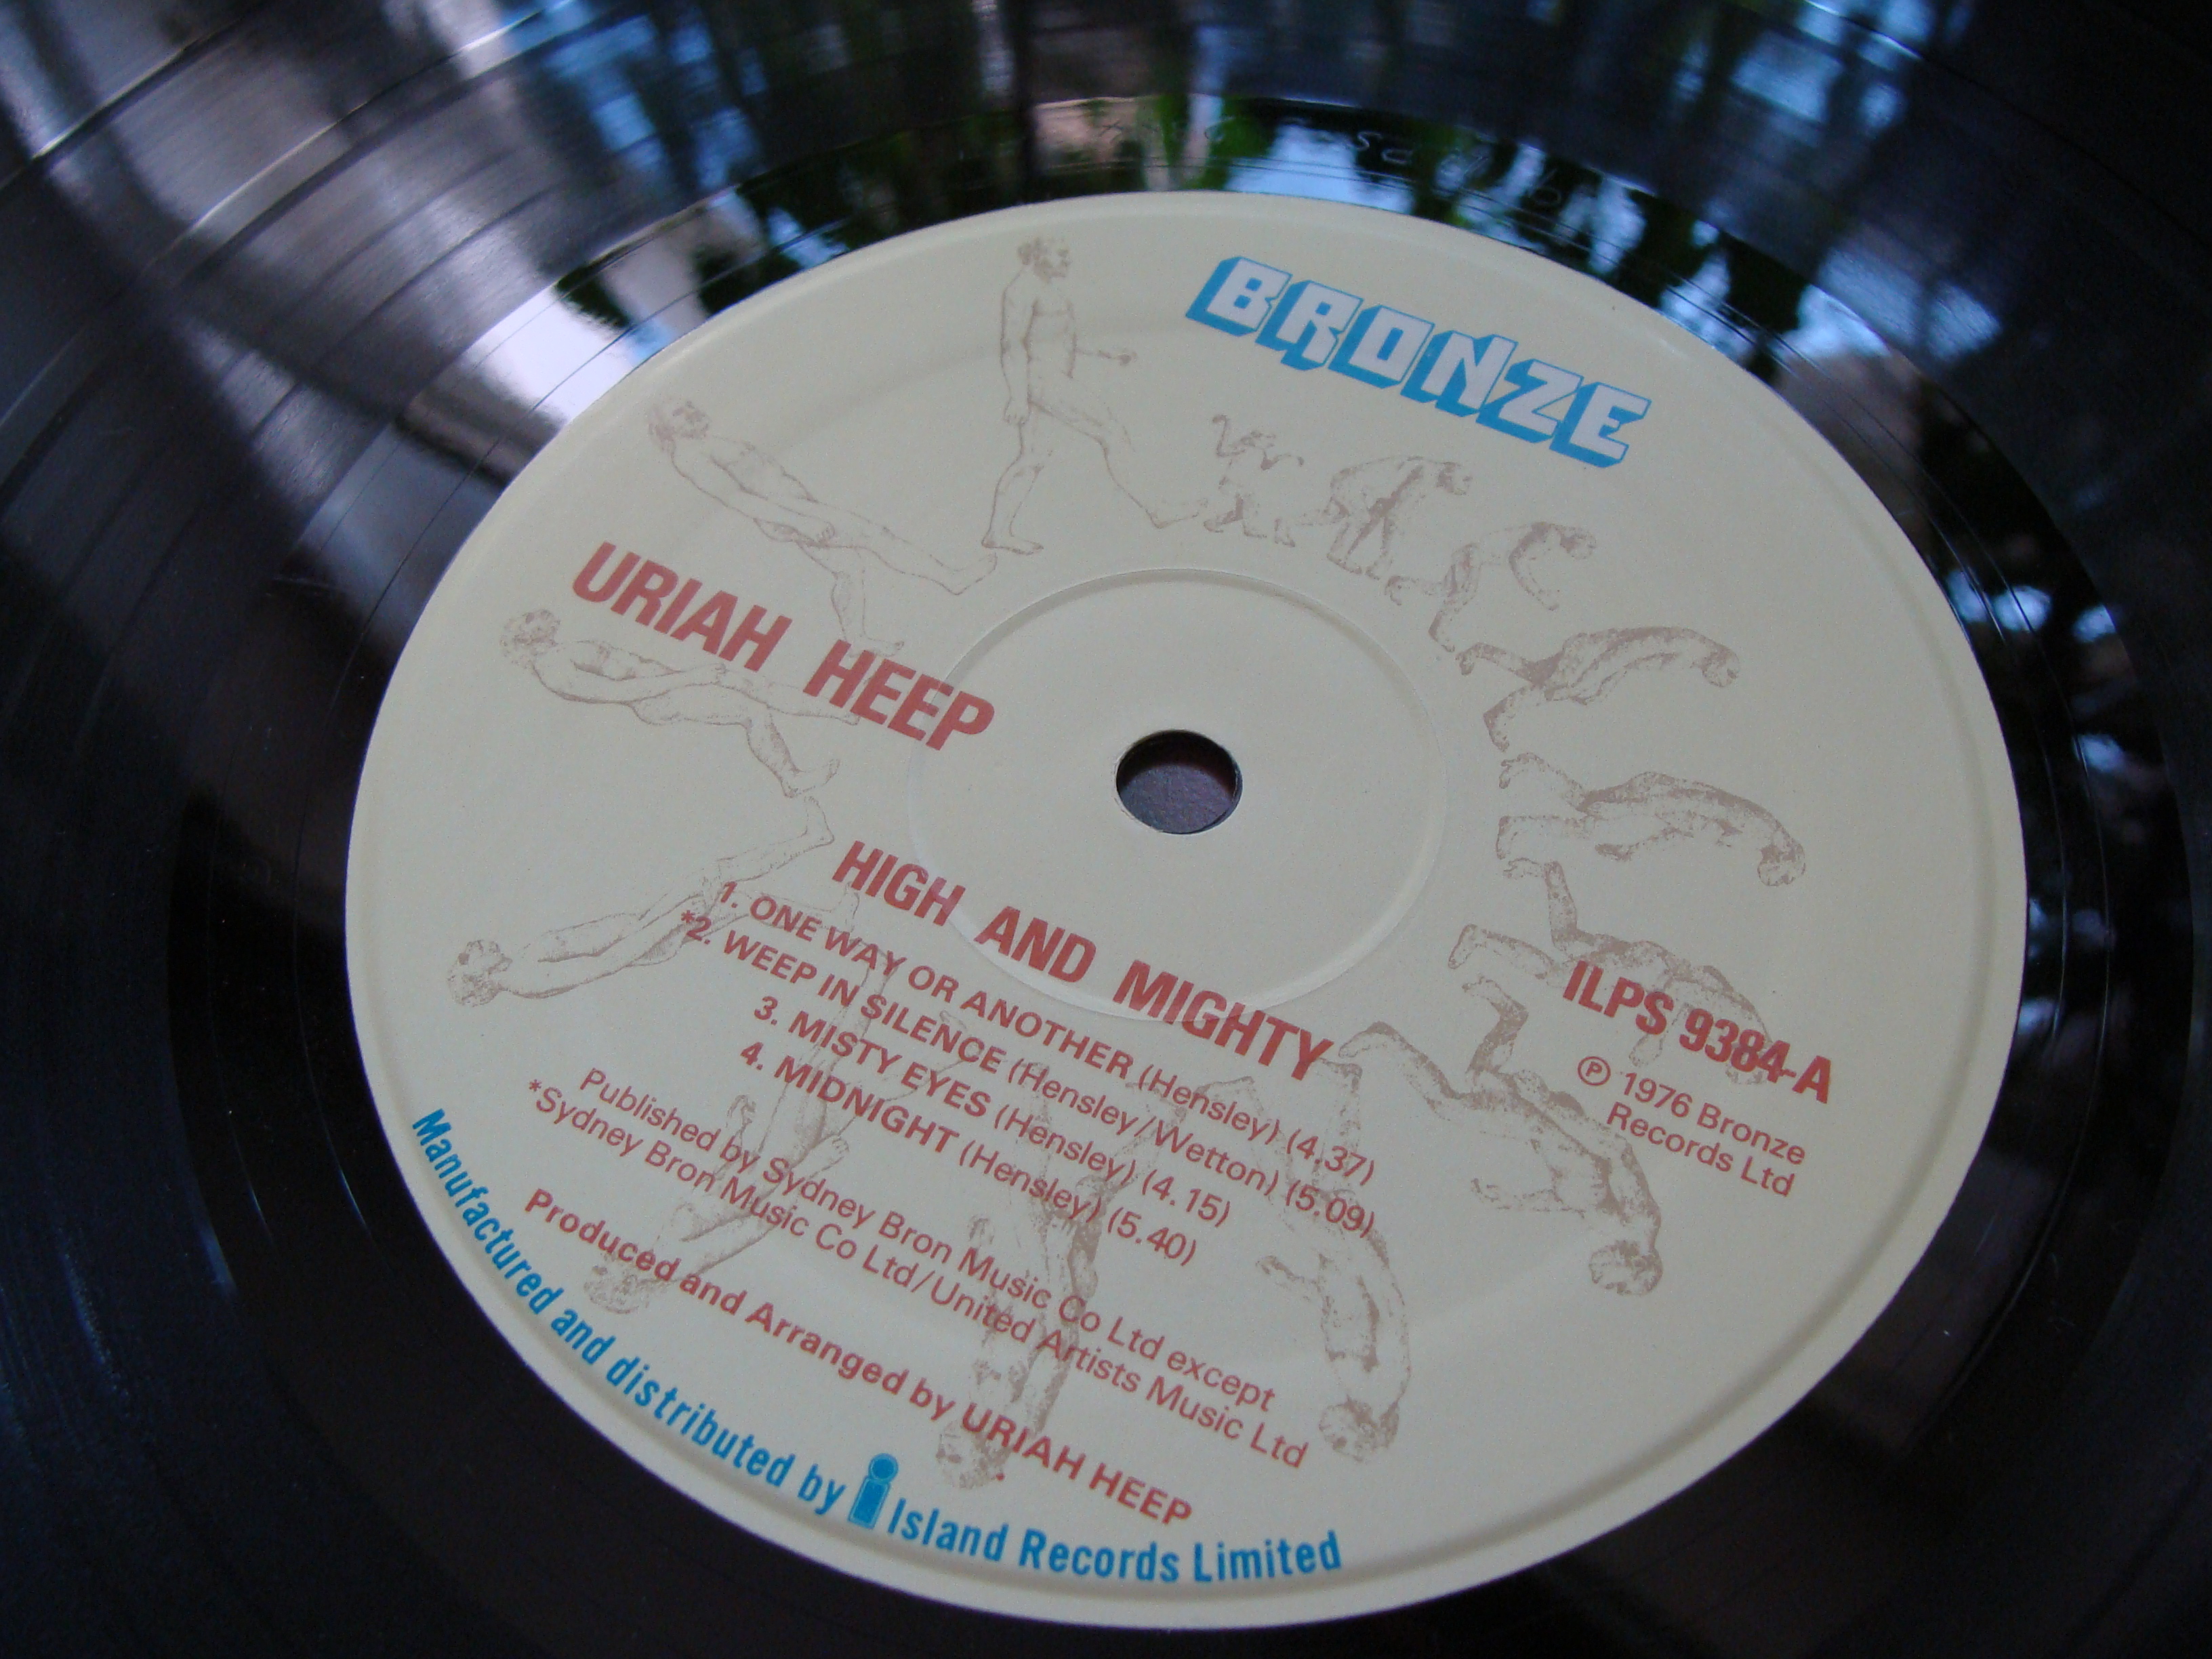 BRONZE
URIAH HEEP
HIGH AND MIGHTY
1. ONE WAY OR ANOTHER (Hensley) (4.37)
*2. WEEP IN SILENCE (Hensley/Wetton) (5.09)
3. MISTY EYES (Hensley) (4.15)
4. MIDNIGHT (Hensley) (5.40)
Published by Sydney Bron Music Co Ltd except
*Sydney Bron Music Co Ltd/United Artists Music Ltd
Produced and Arranged by URIAH HEEP
ILPS 9384-A
℗ 1976 Bronze
Records Ltd
Manufactured and distributed by i Island Records Limited